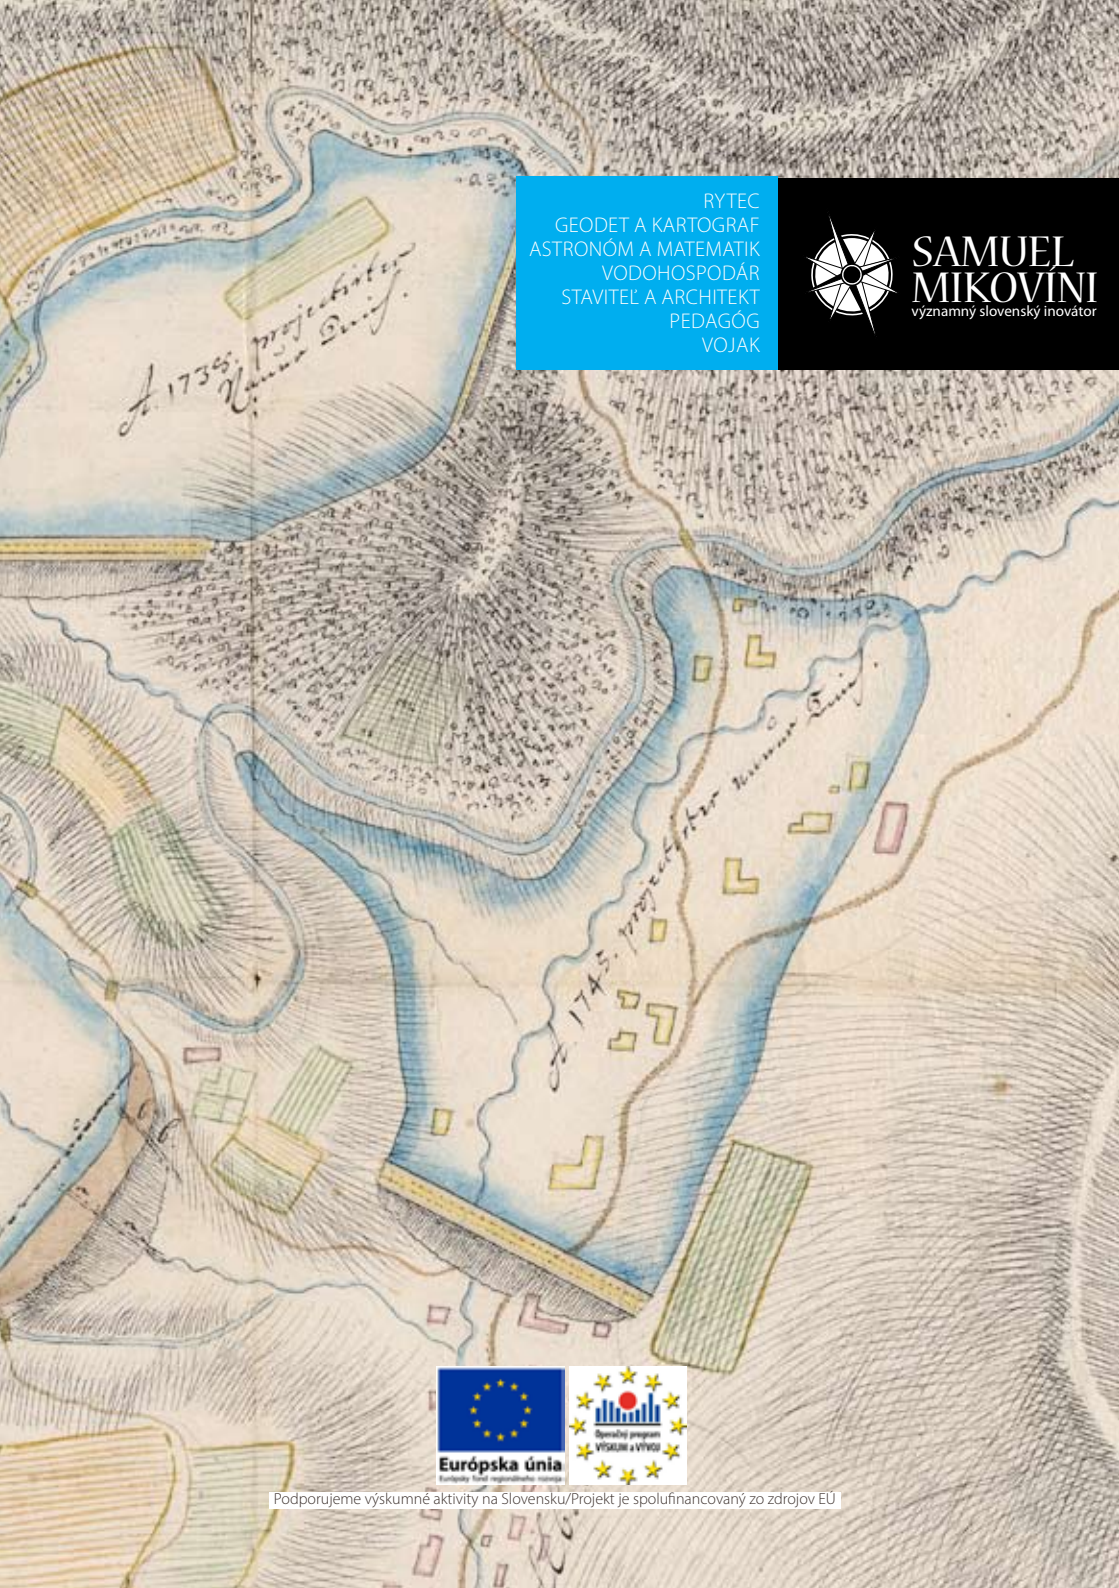 RYTEC
GEODET A KARTOGRAF
ASTRONÓM A MATEMATIK
VODOHOSPODÁR
STAVITEĽ A ARCHITEKT
PEDAGÓG
VOJAK
SAMUEL
MIKOVÍNI
významný slovenský inovátor
A. 1735.
A. 1745.
Európska únia
Európsky fond regionálneho rozvoja
Operačný program
VÝSKUM a VÝVOJ
Podporujeme výskumné aktivity na Slovensku/Projekt je spolufinancovaný zo zdrojov EÚ